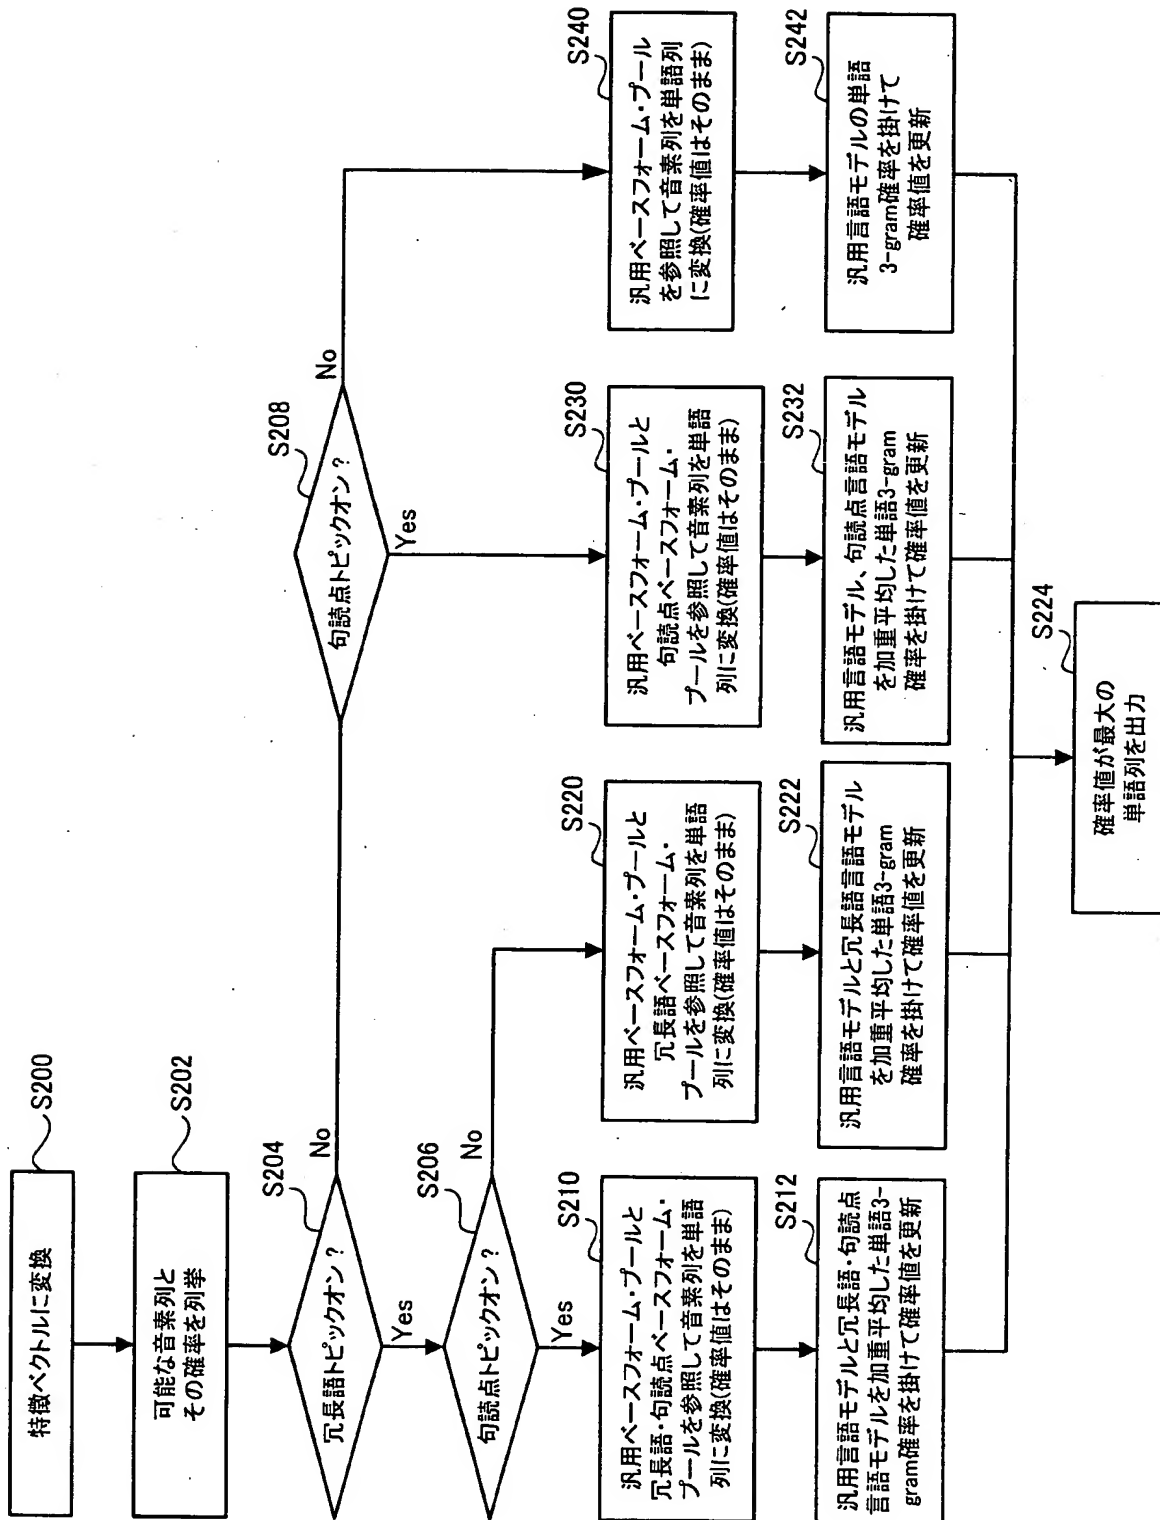 特徴ベクトルに変換
S200
可能な音素列と
その確率を列挙
S202
冗長語トピックオン?
S204
No
Yes
句読点トピックオン?
S206
No
Yes
句読点トピックオン?
S208
No
Yes
汎用ベースフォーム・プールと
冗長語・句読点ベースフォーム・
プールを参照して音素列を単語
列に変換(確率値はそのまま)
S210
汎用言語モデルと冗長語・句読点
言語モデルを加重平均した単語3-
gram確率を掛けて確率値を更新
S212
汎用ベースフォーム・プールと
冗長語ベースフォーム・
プールを参照して音素列を単語
列に変換(確率値はそのまま)
S220
汎用言語モデルと冗長語言語モデル
を加重平均した単語3-gram
確率を掛けて確率値を更新
S222
汎用ベースフォーム・プールと
句読点ベースフォーム・
プールを参照して音素列を単語
列に変換(確率値はそのまま)
S230
汎用言語モデル、句読点言語モデル
を加重平均した単語3-gram
確率を掛けて確率値を更新
S232
汎用ベースフォーム・プール
を参照して音素列を単語列
に変換(確率値はそのまま)
S240
汎用言語モデルの単語
3-gram確率を掛けて
確率値を更新
S242
確率値が最大の
単語列を出力
S224